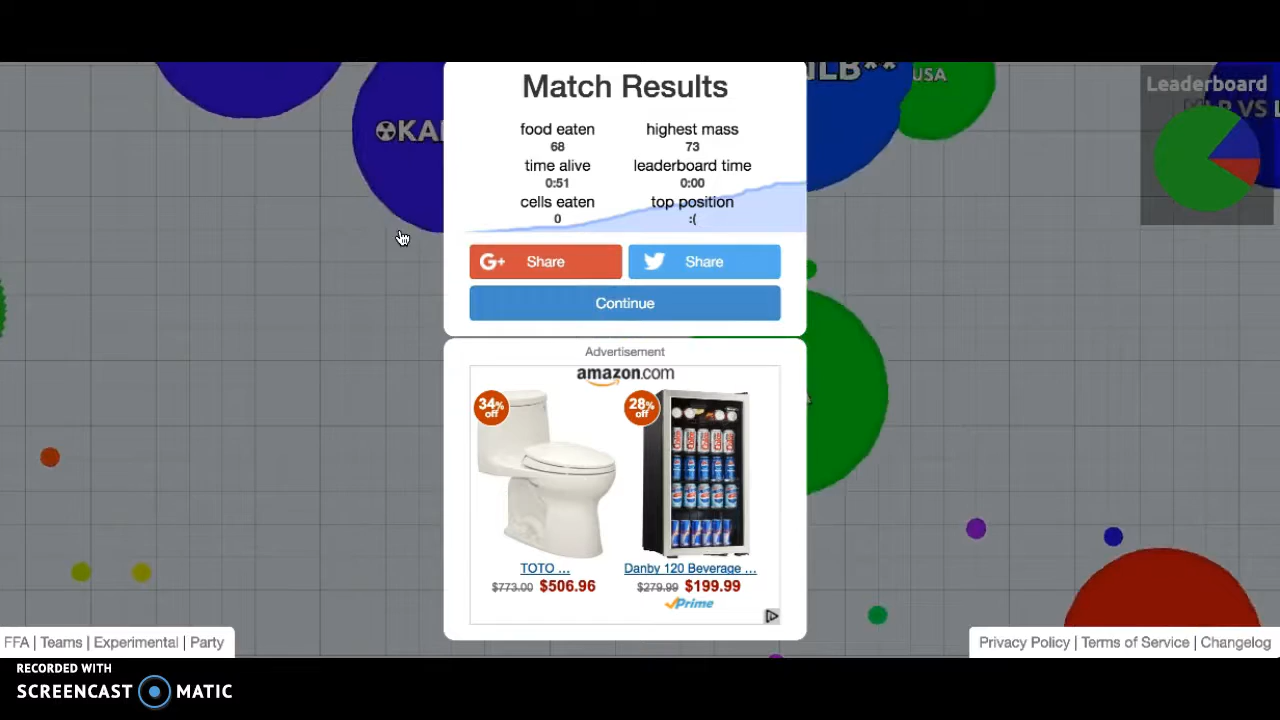 Match Results
food eaten
68
highest mass
73
time alive
0:51
leaderboard time
0:00
cells eaten
0
top position
:(
G+ Share
Share
Continue
Advertisement
amazon.com
34% off
28% off
TOTO ...
$773.00 $506.96
Danby 120 Beverage ...
$279.99 $199.99
Prime
☢KAI
NLB**
USA
Leaderboard
VS L
FFA | Teams | Experimental | Party
Privacy Policy | Terms of Service | Changelog
RECORDED WITH
SCREENCAST MATIC